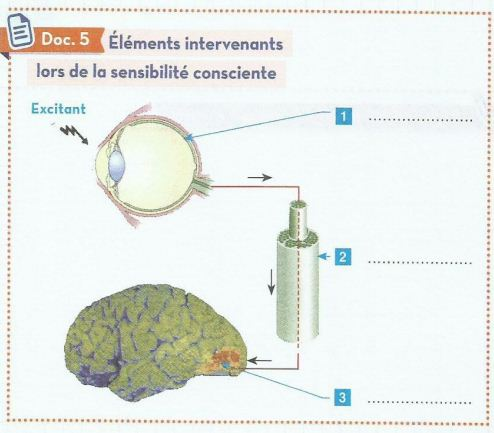 Doc. 5 Éléments intervenants
lors de la sensibilité consciente
Excitant
1 ........................
2 ........................
3 ........................